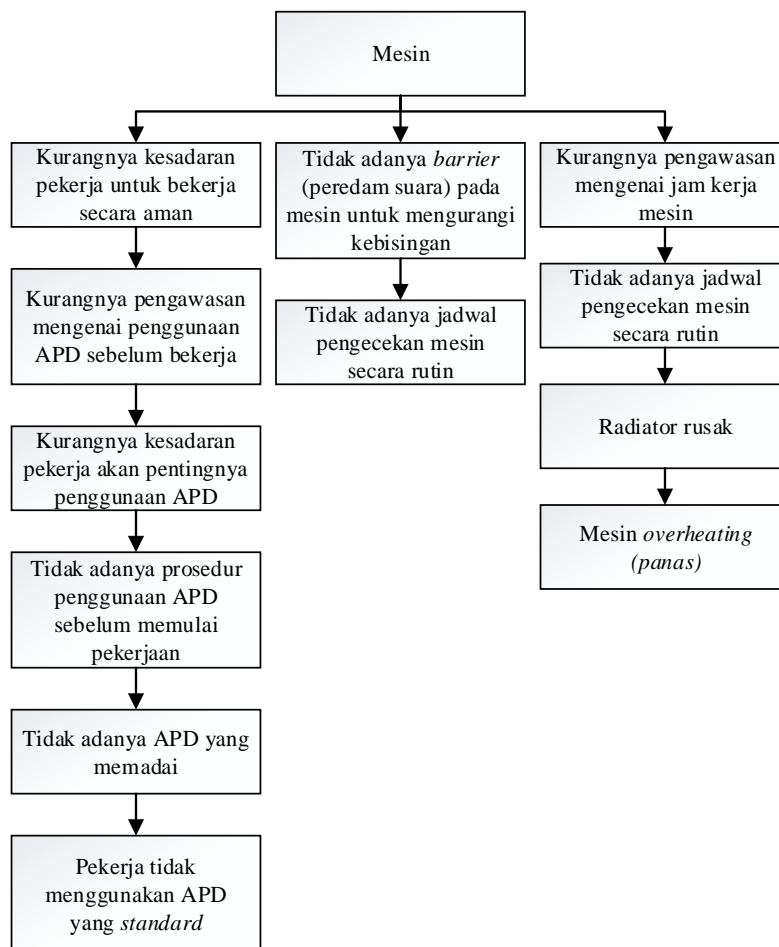 Mesin
Kurangnya kesadaran
pekerja untuk bekerja
secara aman
Kurangnya pengawasan
mengenai penggunaan
APD sebelum bekerja
Kurangnya kesadaran
pekerja akan pentingnya
penggunaan APD
Tidak adanya prosedur
penggunaan APD
sebelum memulai
pekerjaan
Tidak adanya APD yang
memadai
Pekerja tidak
menggunakan APD
yang standard
Tidak adanya barrier
(peredam suara) pada
mesin untuk mengurangi
kebisingan
Tidak adanya jadwal
pengecekan mesin
secara rutin
Kurangnya pengawasan
mengenai jam kerja
mesin
Tidak adanya jadwal
pengecekan mesin
secara rutin
Radiator rusak
Mesin overheating
(panas)